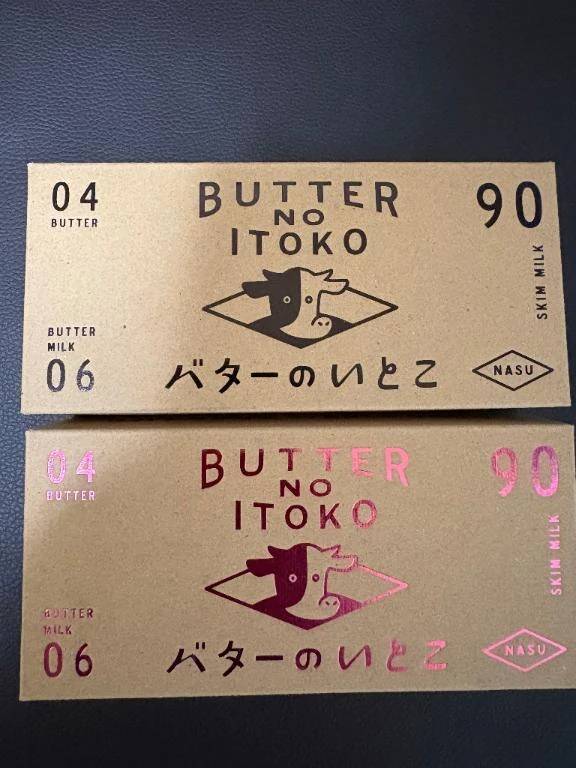 04
BUTTER
BUTTER
NO
ITOKO
90
SKIM MILK
BUTTER
MILK
06
バターのいとこ
NASU
04
BUTTER
BUTTER
NO
ITOKO
90
SKIM MILK
BUTTER
MILK
06
バターのいとこ
NASU